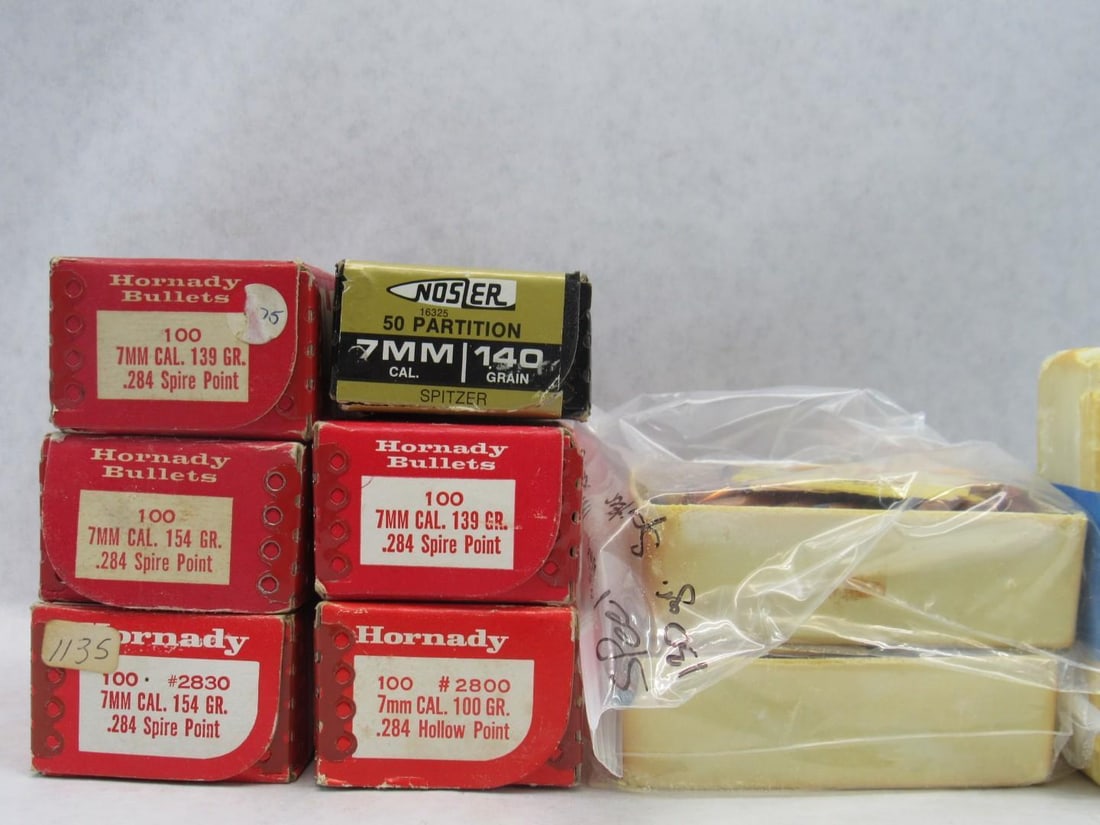 Hornady
Bullets
100
7MM CAL. 139 GR.
.284 Spire Point
75
NOSLER
16325
50 PARTITION
7MM 140
CAL. GRAIN
SPITZER
Hornady
Bullets
100
7MM CAL. 154 GR.
.284 Spire Point
Hornady
Bullets
100
7MM CAL. 139 GR.
.284 Spire Point
1135
Hornady
100 #2830
7MM CAL. 154 GR.
.284 Spire Point
Hornady
100 #2800
7mm CAL. 100 GR.
.284 Hollow Point